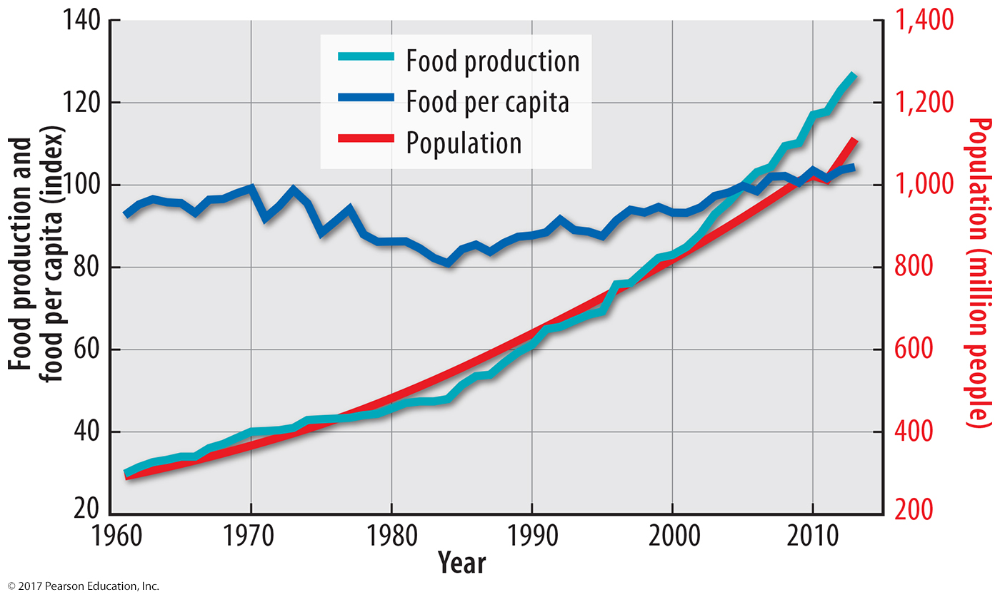 140
120
100
80
60
40
20
Food production and
food per capita (index)
Food production
Food per capita
Population
1,400
1,200
1,000
800
600
400
200
Population (million people)
1960
1970
1980
1990
2000
2010
Year
© 2017 Pearson Education, Inc.